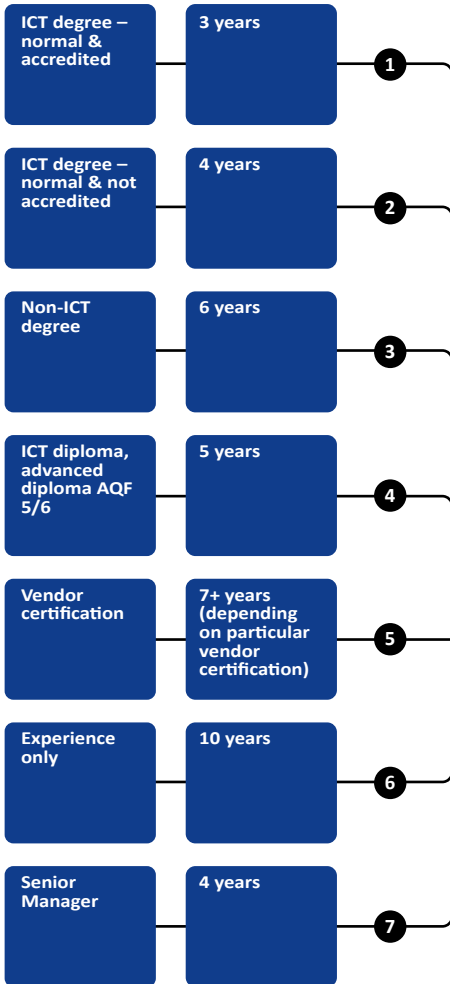 ICT degree –
normal &
accredited
3 years
1
ICT degree –
normal & not
accredited
4 years
2
Non-ICT
degree
6 years
3
ICT diploma,
advanced
diploma AQF
5/6
5 years
4
Vendor
certification
7+ years
(depending
on particular
vendor
certification)
5
Experience
only
10 years
6
Senior
Manager
4 years
7